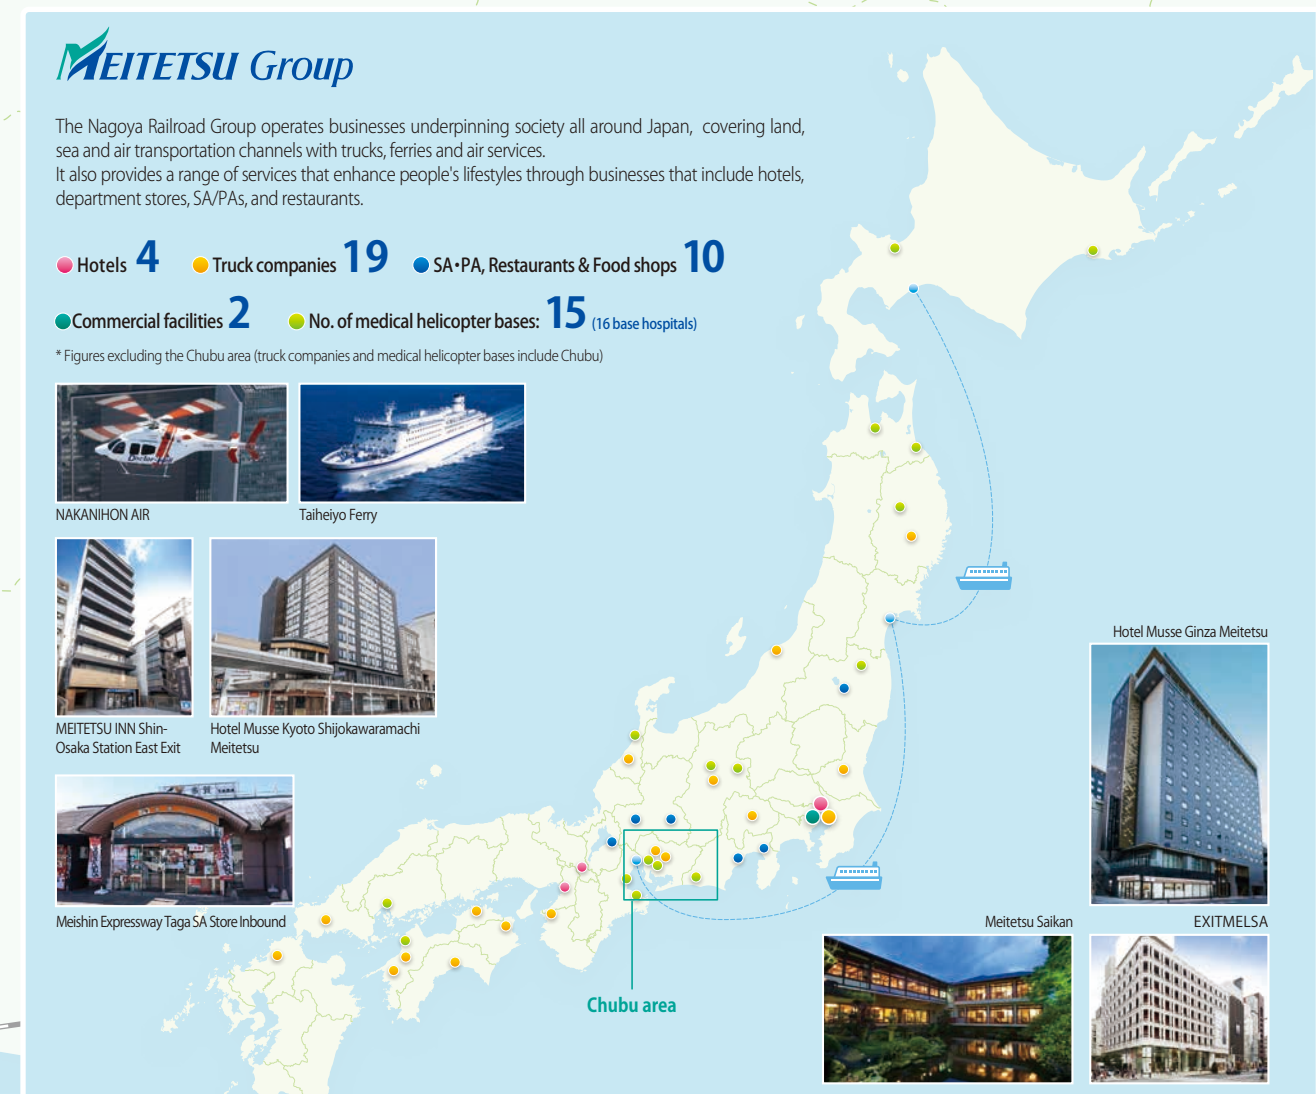 MEITETSU Group
The Nagoya Railroad Group operates businesses underpinning society all around Japan, covering land,
sea and air transportation channels with trucks, ferries and air services.
It also provides a range of services that enhance people's lifestyles through businesses that include hotels,
department stores, SA/PAs, and restaurants.
Hotels 4 Truck companies 19 SA・PA, Restaurants & Food shops 10
Commercial facilities 2 No. of medical helicopter bases: 15 (16 base hospitals)
* Figures excluding the Chubu area (truck companies and medical helicopter bases include Chubu)
NAKANIHON AIR
Taiheiyo Ferry
MEITETSU INN Shin-
Osaka Station East Exit
Hotel Musse Kyoto Shijokawaramachi
Meitetsu
Meishin Expressway Taga SA Store Inbound
Chubu area
Hotel Musse Ginza Meitetsu
Meitetsu Saikan
EXITMELSA